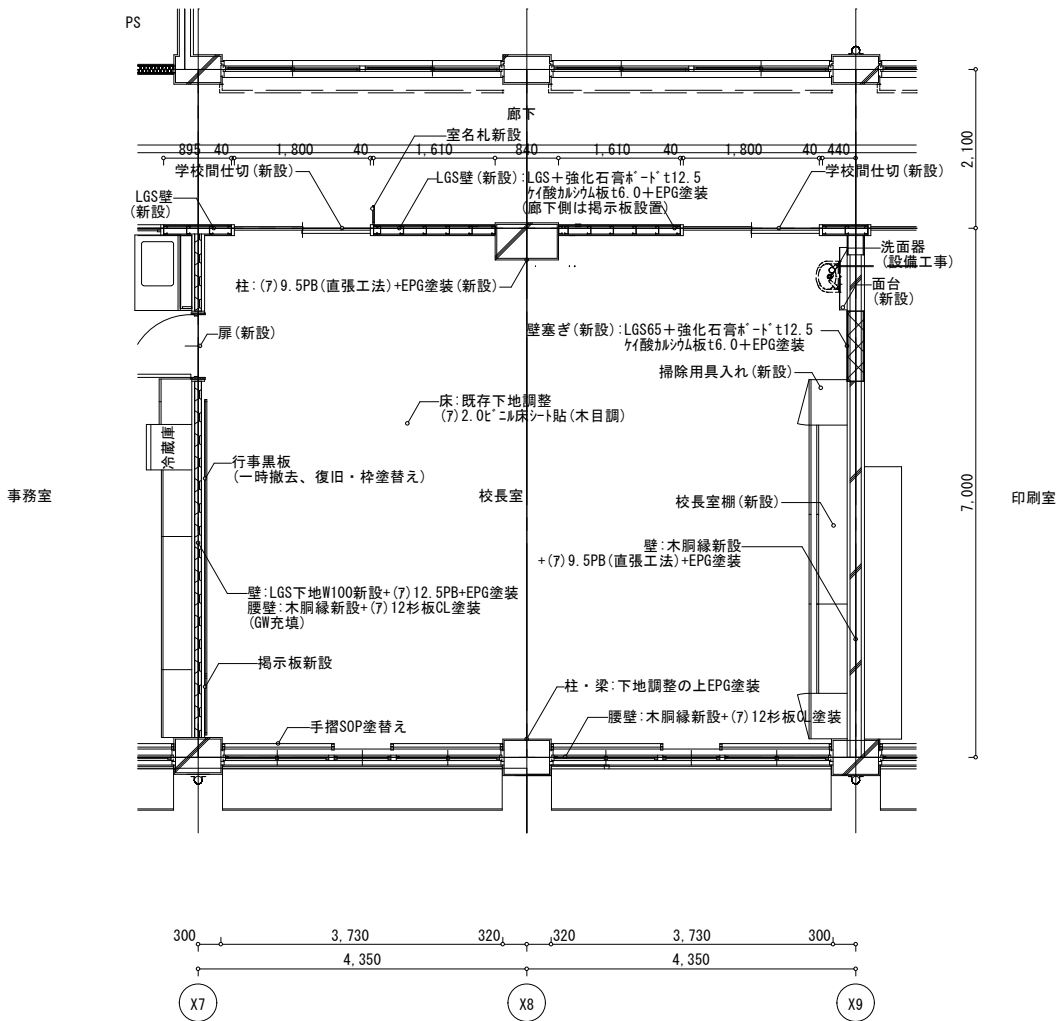 PS
廊下
室名札新設
895 40 1,800 40 1,610 840 1,610 40 1,800 40 440
2,100
学校間仕切(新設)
LGS壁(新設):LGS+強化石膏ボードt12.5
ケイ酸カルシウム板t6.0+EPG塗装
(廊下側は掲示板設置)
学校間仕切(新設)
LGS壁
(新設)
洗面器
(設備工事)
柱:(ア)9.5PB(直張工法)+EPG塗装(新設)
面台
(新設)
扉(新設)
壁塞ぎ(新設):LGS65+強化石膏ボードt12.5
ケイ酸カルシウム板t6.0+EPG塗装
掃除用具入れ(新設)
床:既存下地調整
(ア)2.0ビニル床シート貼(木目調)
冷蔵庫
行事黒板
(一時撤去、復旧・枠塗替え)
事務室
校長室
校長室棚(新設)
7,000
印刷室
壁:木胴縁新設
+(ア)9.5PB(直張工法)+EPG塗装
壁:LGS下地W100新設+(ア)12.5PB+EPG塗装
腰壁:木胴縁新設+(ア)12杉板CL塗装
(GW充填)
掲示板新設
柱・梁:下地調整の上EPG塗装
腰壁:木胴縁新設+(ア)12杉板CL塗装
手摺SOP塗替え
300 3,730 320 320 3,730 300
4,350 4,350
X7 X8 X9